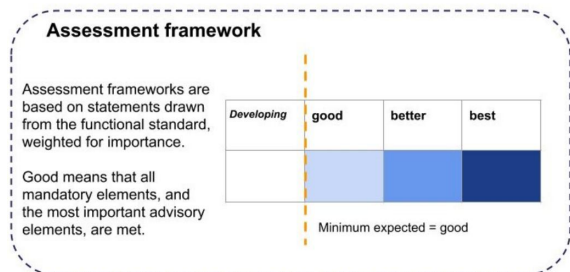 Assessment framework
Assessment frameworks are
based on statements drawn
from the functional standard,
weighted for importance.
Good means that all
mandatory elements, and
the most important advisory
elements, are met.
Developing good better best
Minimum expected = good